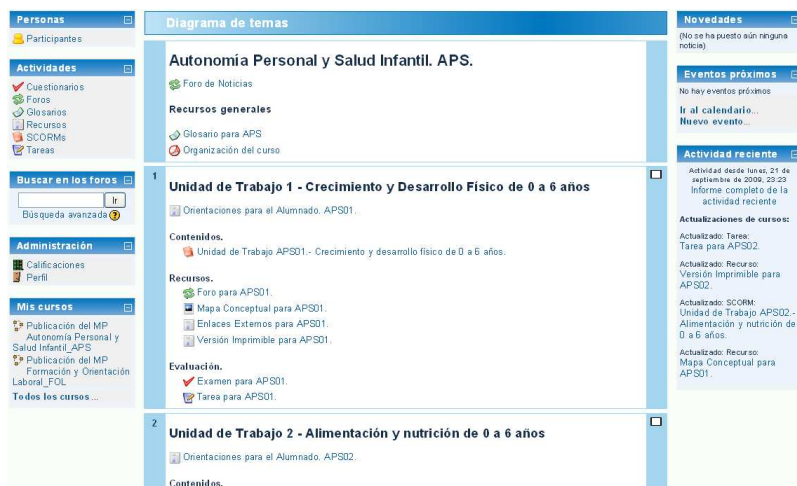 Personas
Participantes
Actividades
Cuestionarios
Foros
Glosarios
Recursos
SCORMs
Tareas
Buscar en los foros
Ir
Búsqueda avanzada
Administración
Calificaciones
Perfil
Mis cursos
Publicación del MP
Autonomía Personal y
Salud Infantil_APS
Publicación del MP
Formación y Orientación
Laboral_FOL
Todos los cursos...
Diagrama de temas
Autonomía Personal y Salud Infantil. APS.
Foro de Noticias
Recursos generales
Glosario para APS
Organización del curso
1
Unidad de Trabajo 1 - Crecimiento y Desarrollo Físico de 0 a 6 años
Orientaciones para el Alumnado. APS01.
Contenidos.
Unidad de Trabajo APS01.- Crecimiento y desarrollo físico de 0 a 6 años.
Recursos.
Foro para APS01.
Mapa Conceptual para APS01.
Enlaces Externos para APS01.
Versión Imprimible para APS01.
Evaluación.
Examen para APS01.
Tarea para APS01.
2
Unidad de Trabajo 2 - Alimentación y nutrición de 0 a 6 años
Orientaciones para el Alumnado. APS02.
Contenidos.
Novedades
(No se ha puesto aún ninguna
noticia)
Eventos próximos
No hay eventos próximos
Ir al calendario...
Nuevo evento...
Actividad reciente
Actividad desde lunes, 21 de
septiembre de 2009, 23:23
Informe completo de la
actividad reciente
Actualizaciones de cursos:
Actualizado: Tarea:
Tarea para APS02.
Actualizado: Recurso:
Versión Imprimible para
APS02.
Actualizado: SCORM:
Unidad de Trabajo APS02.-
Alimentación y nutrición de
0 a 6 años.
Actualizado: Recurso:
Mapa Conceptual para
APS01.